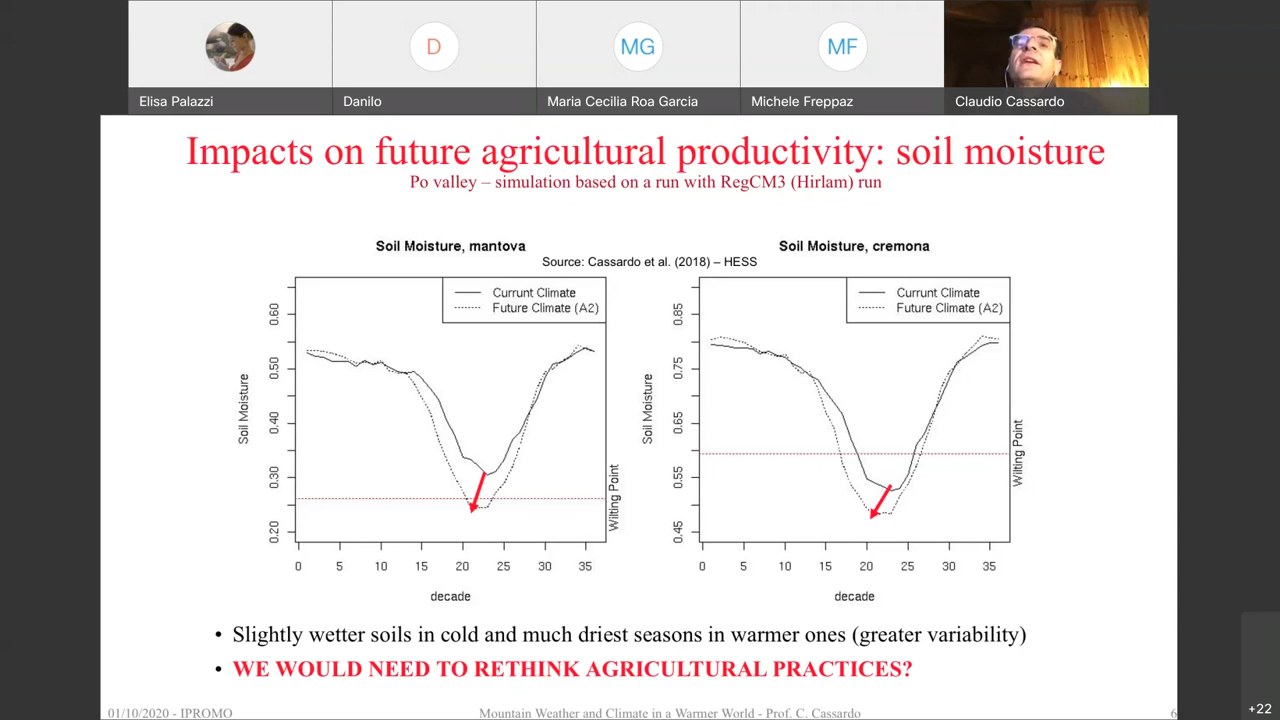 D
MG
MF
Elisa Palazzi
Danilo
Maria Cecilia Roa Garcia
Michele Freppaz
Claudio Cassardo
Impacts on future agricultural productivity: soil moisture
Po valley – simulation based on a run with RegCM3 (Hirlam) run
Soil Moisture, mantova
Soil Moisture, cremona
Source: Cassardo et al. (2018) – HESS
Currunt Climate
Future Climate (A2)
0.60
0.50
0.40
0.30
0.20
Soil Moisture
Wilting Point
0 5 10 15 20 25 30 35
decade
Currunt Climate
Future Climate (A2)
0.85
0.75
0.65
0.55
0.45
Soil Moisture
Wilting Point
0 5 10 15 20 25 30 35
decade
• Slightly wetter soils in cold and much driest seasons in warmer ones (greater variability)
• WE WOULD NEED TO RETHINK AGRICULTURAL PRACTICES?
01/10/2020 - IPROMO
Mountain Weather and Climate in a Warmer World - Prof. C. Cassardo
6
+22